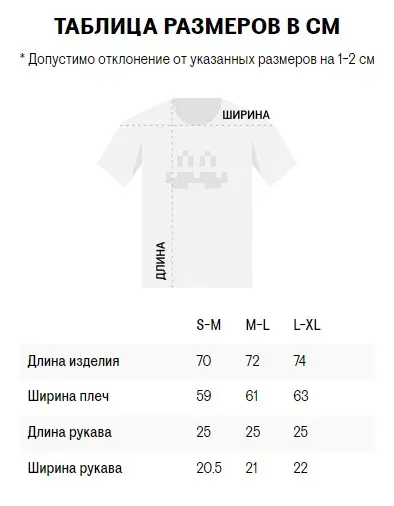 ТАБЛИЦА РАЗМЕРОВ В СМ
* Допустимо отклонение от указанных размеров на 1-2 см
ШИРИНА
ДЛИНА
S-M M-L L-XL
Длина изделия 70 72 74
Ширина плеч 59 61 63
Длина рукава 25 25 25
Ширина рукава 20.5 21 22